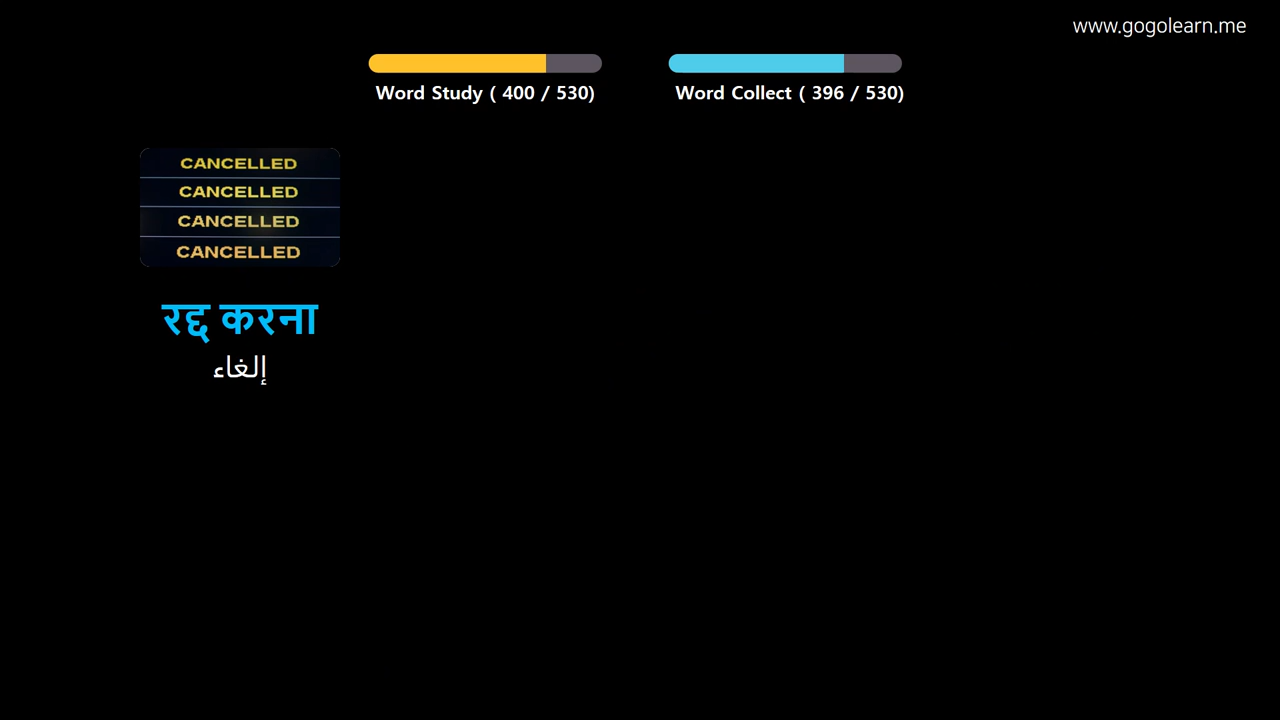 www.gogolearn.me
Word Study ( 400 / 530)
Word Collect ( 396 / 530)
CANCELLED
CANCELLED
CANCELLED
CANCELLED
रद्द करना
إلغاء